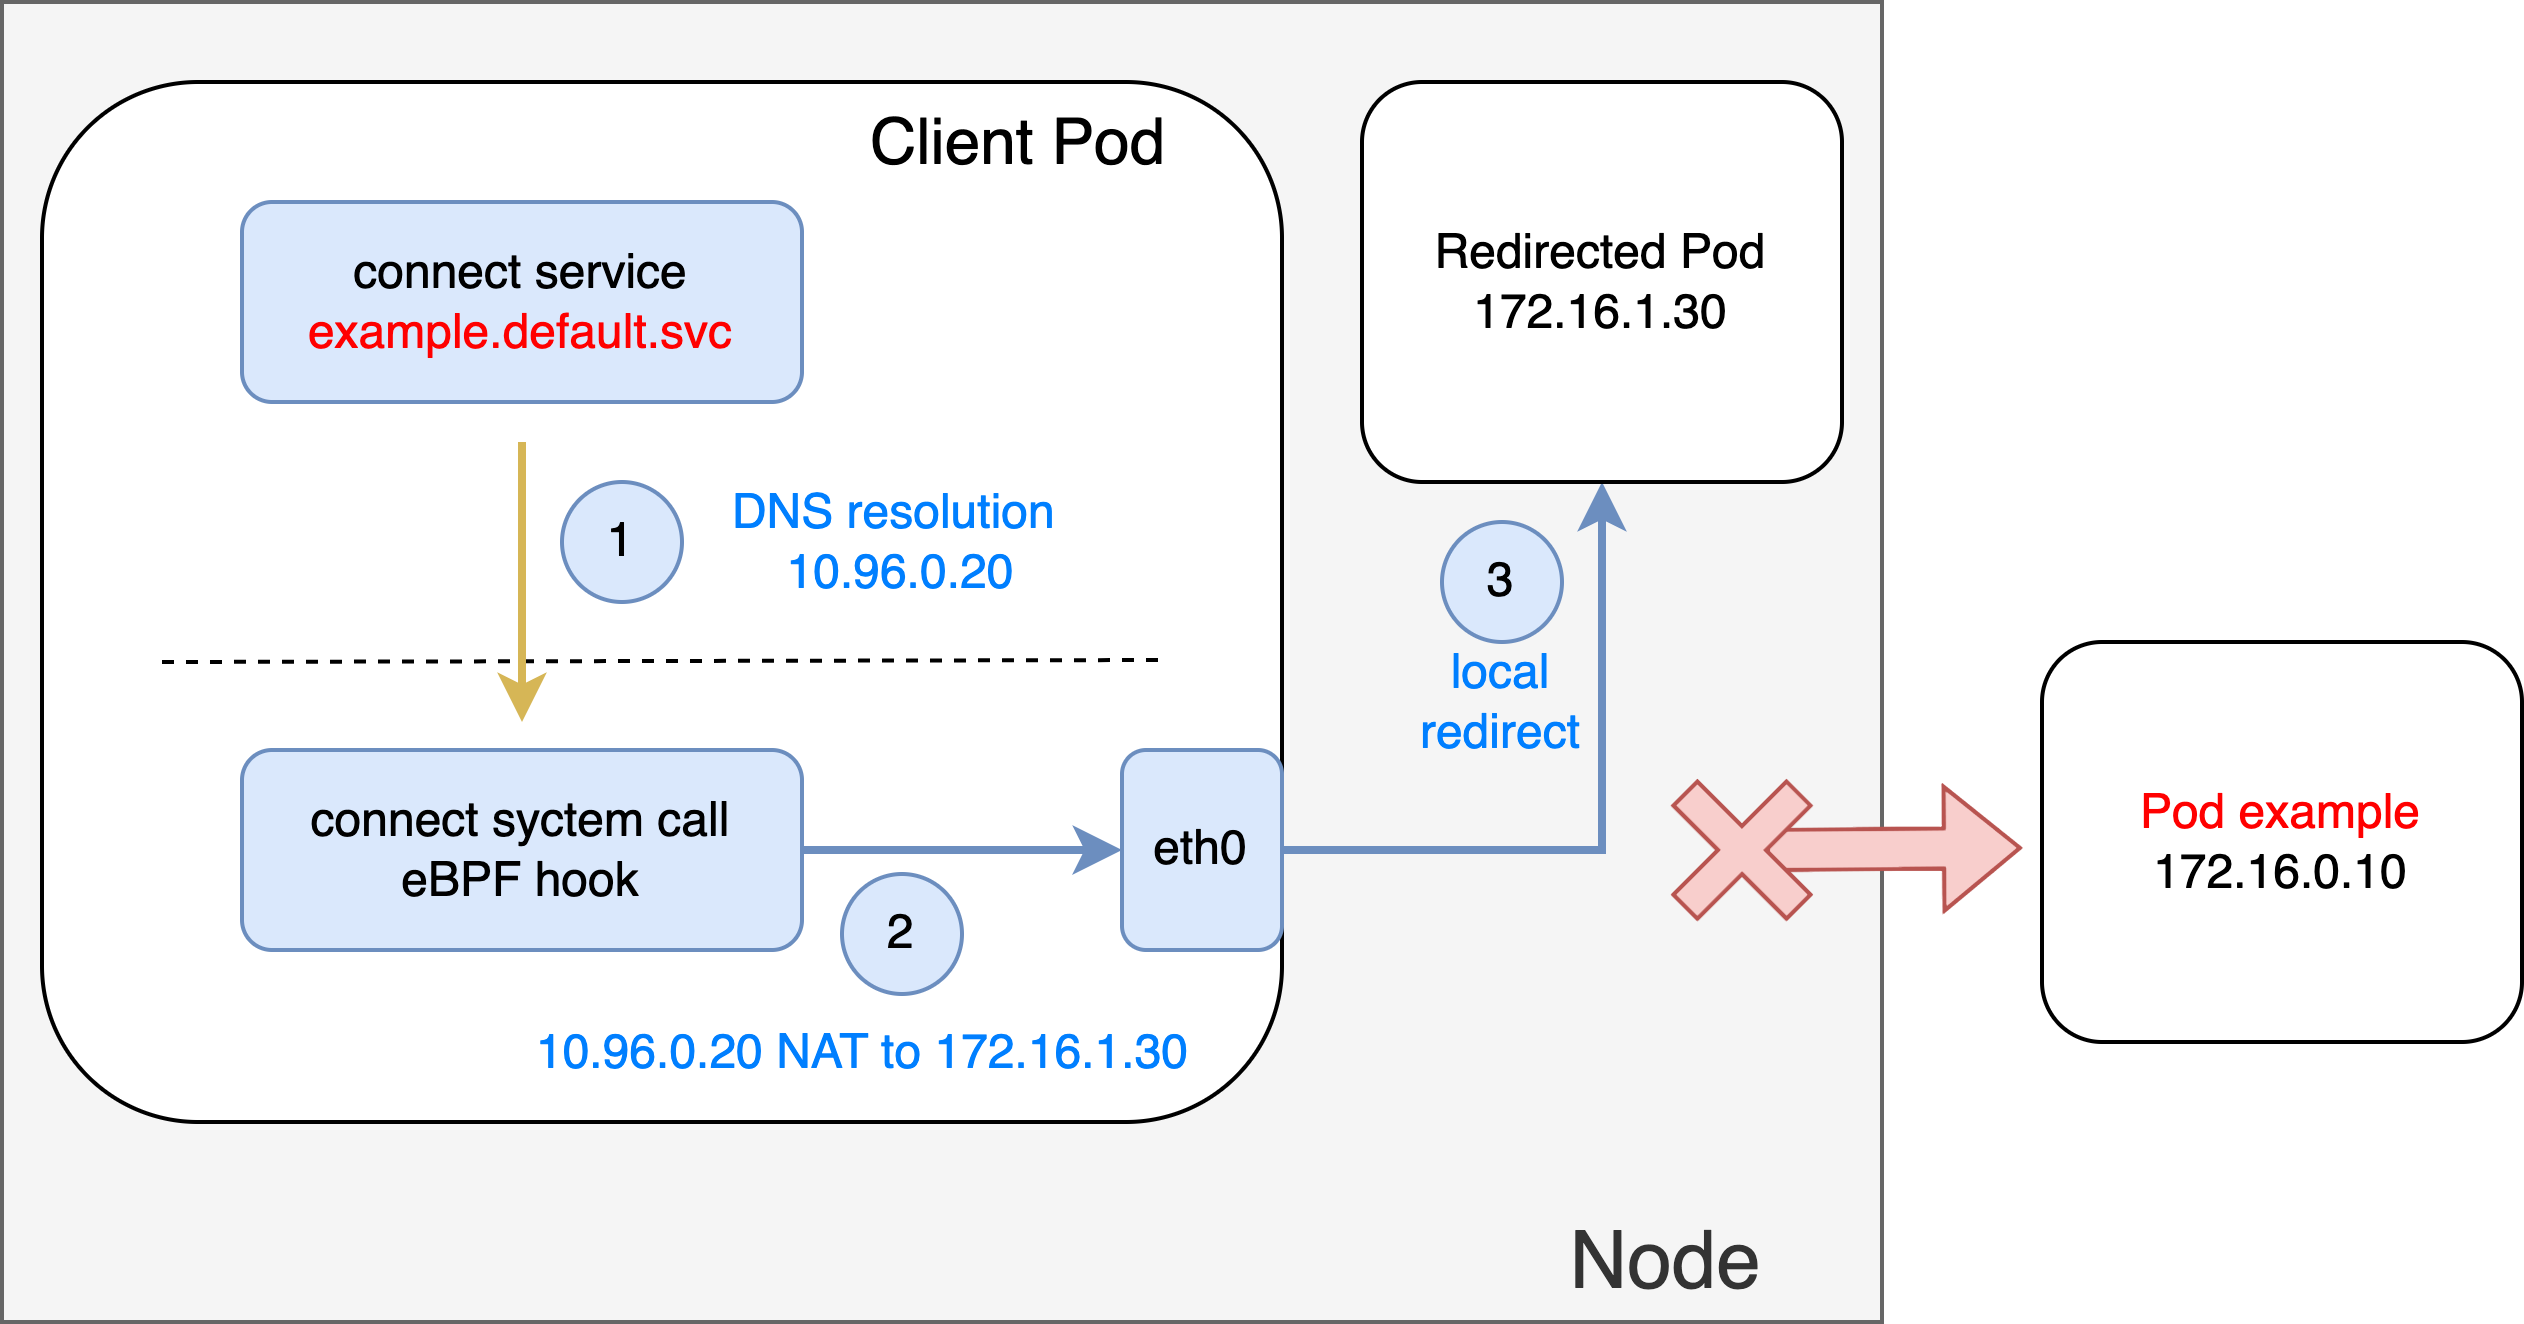 Client Pod
connect service
example.default.svc
1
DNS resolution
10.96.0.20
connect syctem call
eBPF hook
2
10.96.0.20 NAT to 172.16.1.30
eth0
3
local
redirect
Redirected Pod
172.16.1.30
Pod example
172.16.0.10
Node